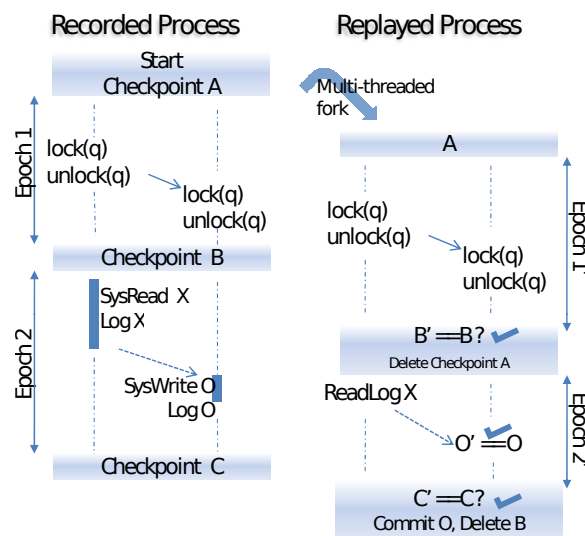 Recorded Process
Start
Checkpoint A
Epoch 1
lock(q)
unlock(q)
lock(q)
unlock(q)
Checkpoint B
Epoch 2
SysRead X
Log X
SysWrite O
Log O
Checkpoint C
Replayed Process
Multi-threaded
fork
A
Epoch 1'
lock(q)
unlock(q)
lock(q)
unlock(q)
B' ==B?
Delete Checkpoint A
Epoch 2'
ReadLog X
O' ==O
C' ==C?
Commit O, Delete B